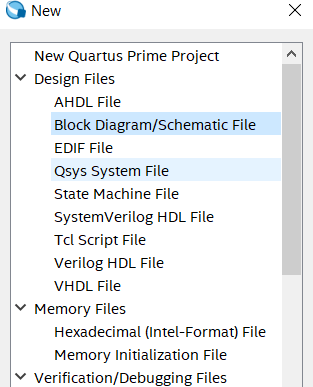 New
New Quartus Prime Project
Design Files
AHDL File
Block Diagram/Schematic File
EDIF File
Qsys System File
State Machine File
SystemVerilog HDL File
Tcl Script File
Verilog HDL File
VHDL File
Memory Files
Hexadecimal (Intel-Format) File
Memory Initialization File
Verification/Debugging Files